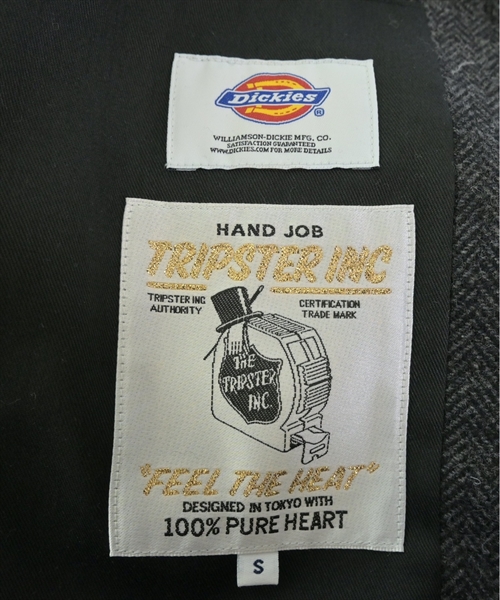 Dickies
®
WILLIAMSON-DICKIE MFG. CO.
SATISFACTION GUARANTEED
WWW.DICKIES.COM FOR MORE DETAILS
HAND JOB
TRIPSTER INC
TRIPSTER INC
AUTHORITY
CERTIFICATION
TRADE MARK
THE
TRIPSTER
INC.
"FEEL THE HEAT"
DESIGNED IN TOKYO WITH
100% PURE HEART
S